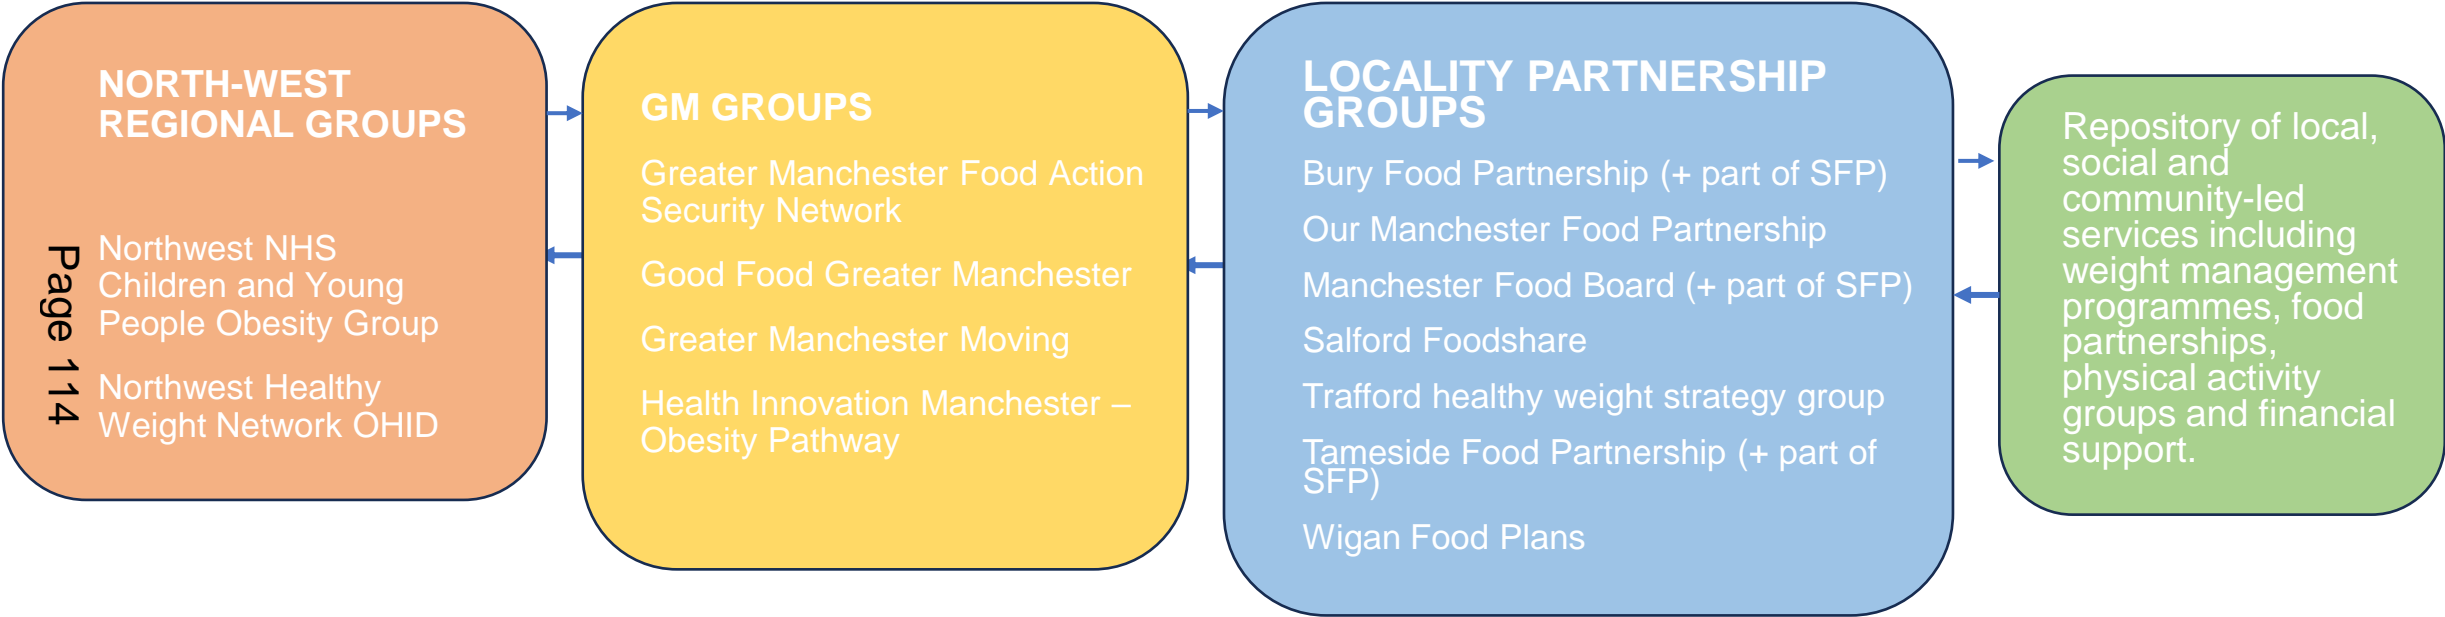 NORTH-WEST
REGIONAL GROUPS
Northwest NHS
Children and Young
People Obesity Group
Northwest Healthy
Weight Network OHID
Page 114
GM GROUPS
Greater Manchester Food Action
Security Network
Good Food Greater Manchester
Greater Manchester Moving
Health Innovation Manchester –
Obesity Pathway
LOCALITY PARTNERSHIP
GROUPS
Bury Food Partnership (+ part of SFP)
Our Manchester Food Partnership
Manchester Food Board (+ part of SFP)
Salford Foodshare
Trafford healthy weight strategy group
Tameside Food Partnership (+ part of
SFP)
Wigan Food Plans
Repository of local,
social and
community-led
services including
weight management
programmes, food
partnerships,
physical activity
groups and financial
support.